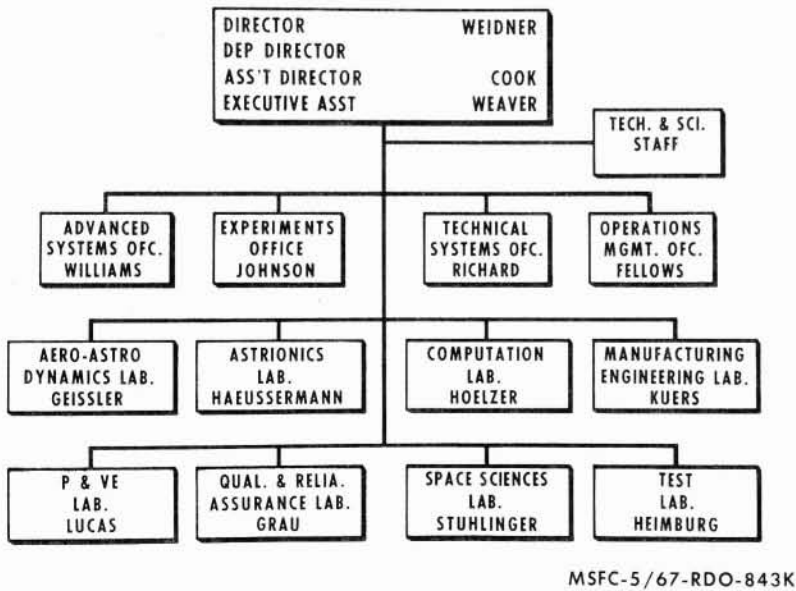 DIRECTOR WEIDNER
DEP DIRECTOR
ASS'T DIRECTOR COOK
EXECUTIVE ASST WEAVER
TECH. & SCI.
STAFF
ADVANCED
SYSTEMS OFC.
WILLIAMS
EXPERIMENTS
OFFICE
JOHNSON
TECHNICAL
SYSTEMS OFC.
RICHARD
OPERATIONS
MGMT. OFC.
FELLOWS
AERO-ASTRO
DYNAMICS LAB.
GEISSLER
ASTRIONICS
LAB.
HAEUSSERMANN
COMPUTATION
LAB.
HOELZER
MANUFACTURING
ENGINEERING LAB.
KUERS
P & VE
LAB.
LUCAS
QUAL. & RELIA.
ASSURANCE LAB.
GRAU
SPACE SCIENCES
LAB.
STUHLINGER
TEST
LAB.
HEIMBURG
MSFC-5/67-RDO-843K